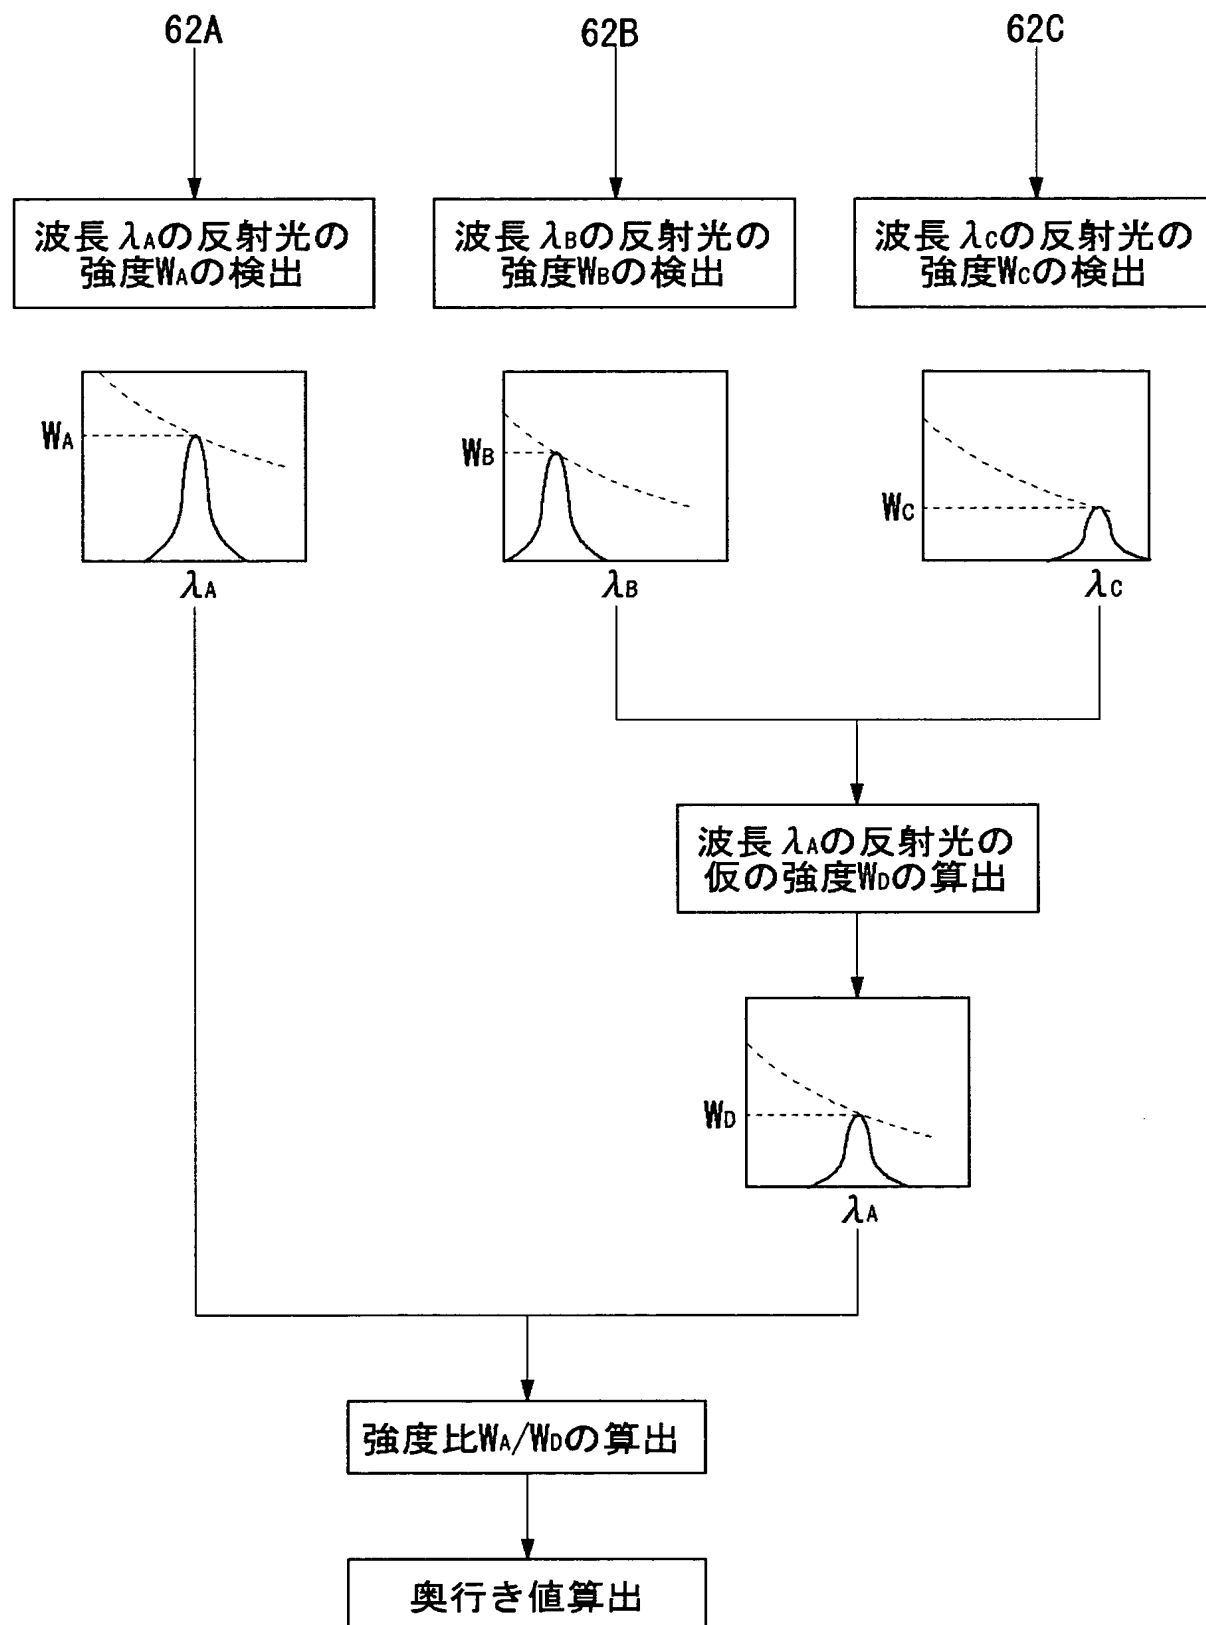 62A
62B
62C
波長λAの反射光の
強度WAの検出
波長λBの反射光の
強度WBの検出
波長λCの反射光の
強度WCの検出
WA
λA
WB
λB
WC
λC
波長λAの反射光の
仮の強度WDの算出
WD
λA
強度比WA/WDの算出
奥行き値算出